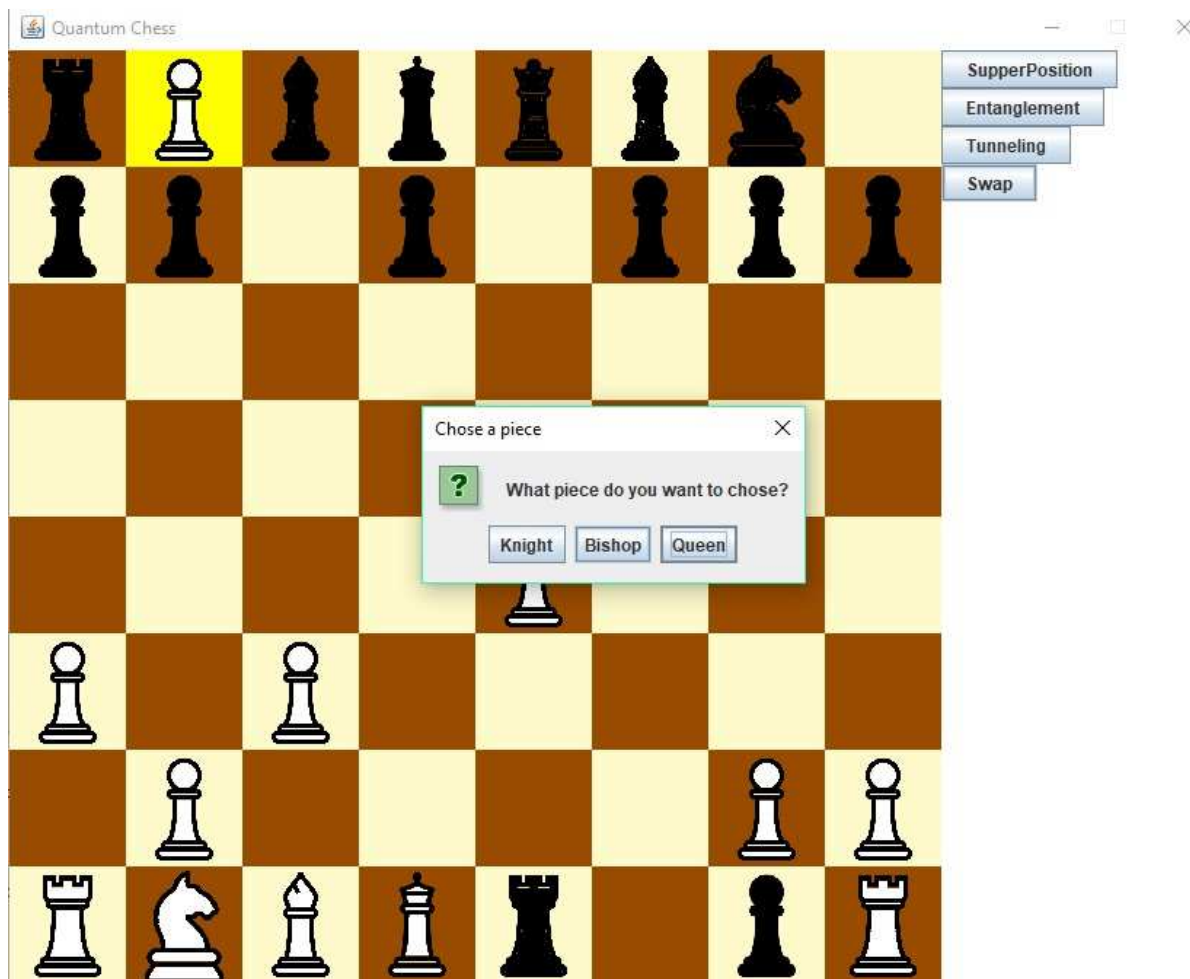 Quantum Chess
SupperPosition
Entanglement
Tunneling
Swap
Chose a piece
What piece do you want to chose?
Knight Bishop Queen